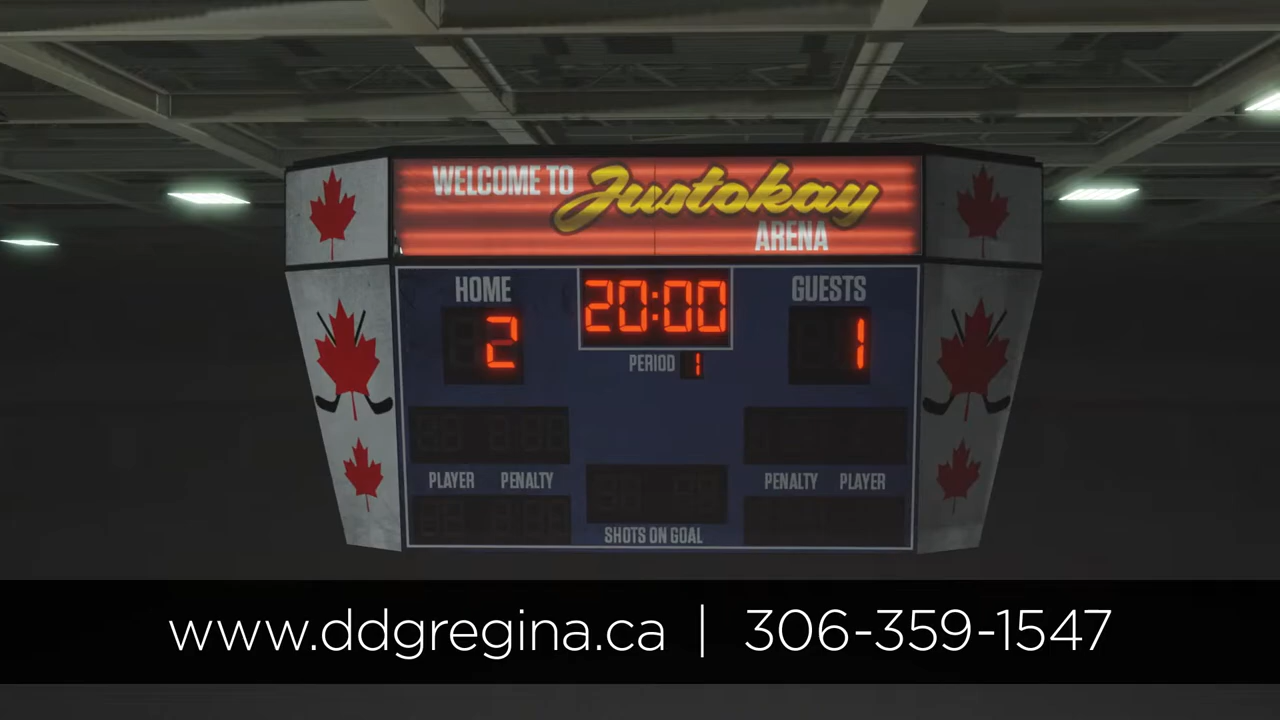 WELCOME TO Justokay
ARENA
HOME
20:00
GUESTS
2
1
PERIOD 1
PLAYER PENALTY
PENALTY PLAYER
SHOTS ON GOAL
www.ddgregina.ca | 306-359-1547